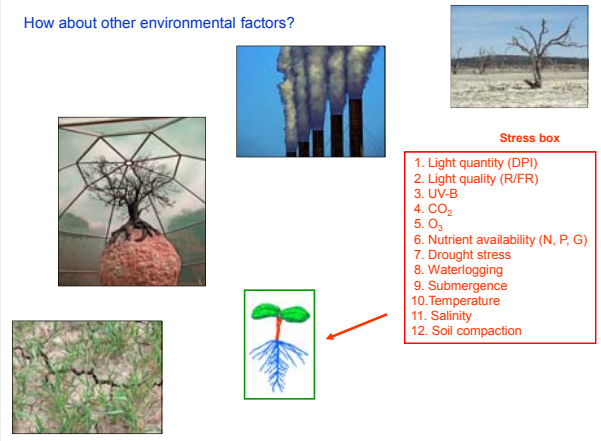 How about other environmental factors?
Stress box
1. Light quantity (DPI)
2. Light quality (R/FR)
3. UV-B
4. CO₂
5. O₃
6. Nutrient availability (N, P, G)
7. Drought stress
8. Waterlogging
9. Submergence
10.Temperature
11. Salinity
12. Soil compaction